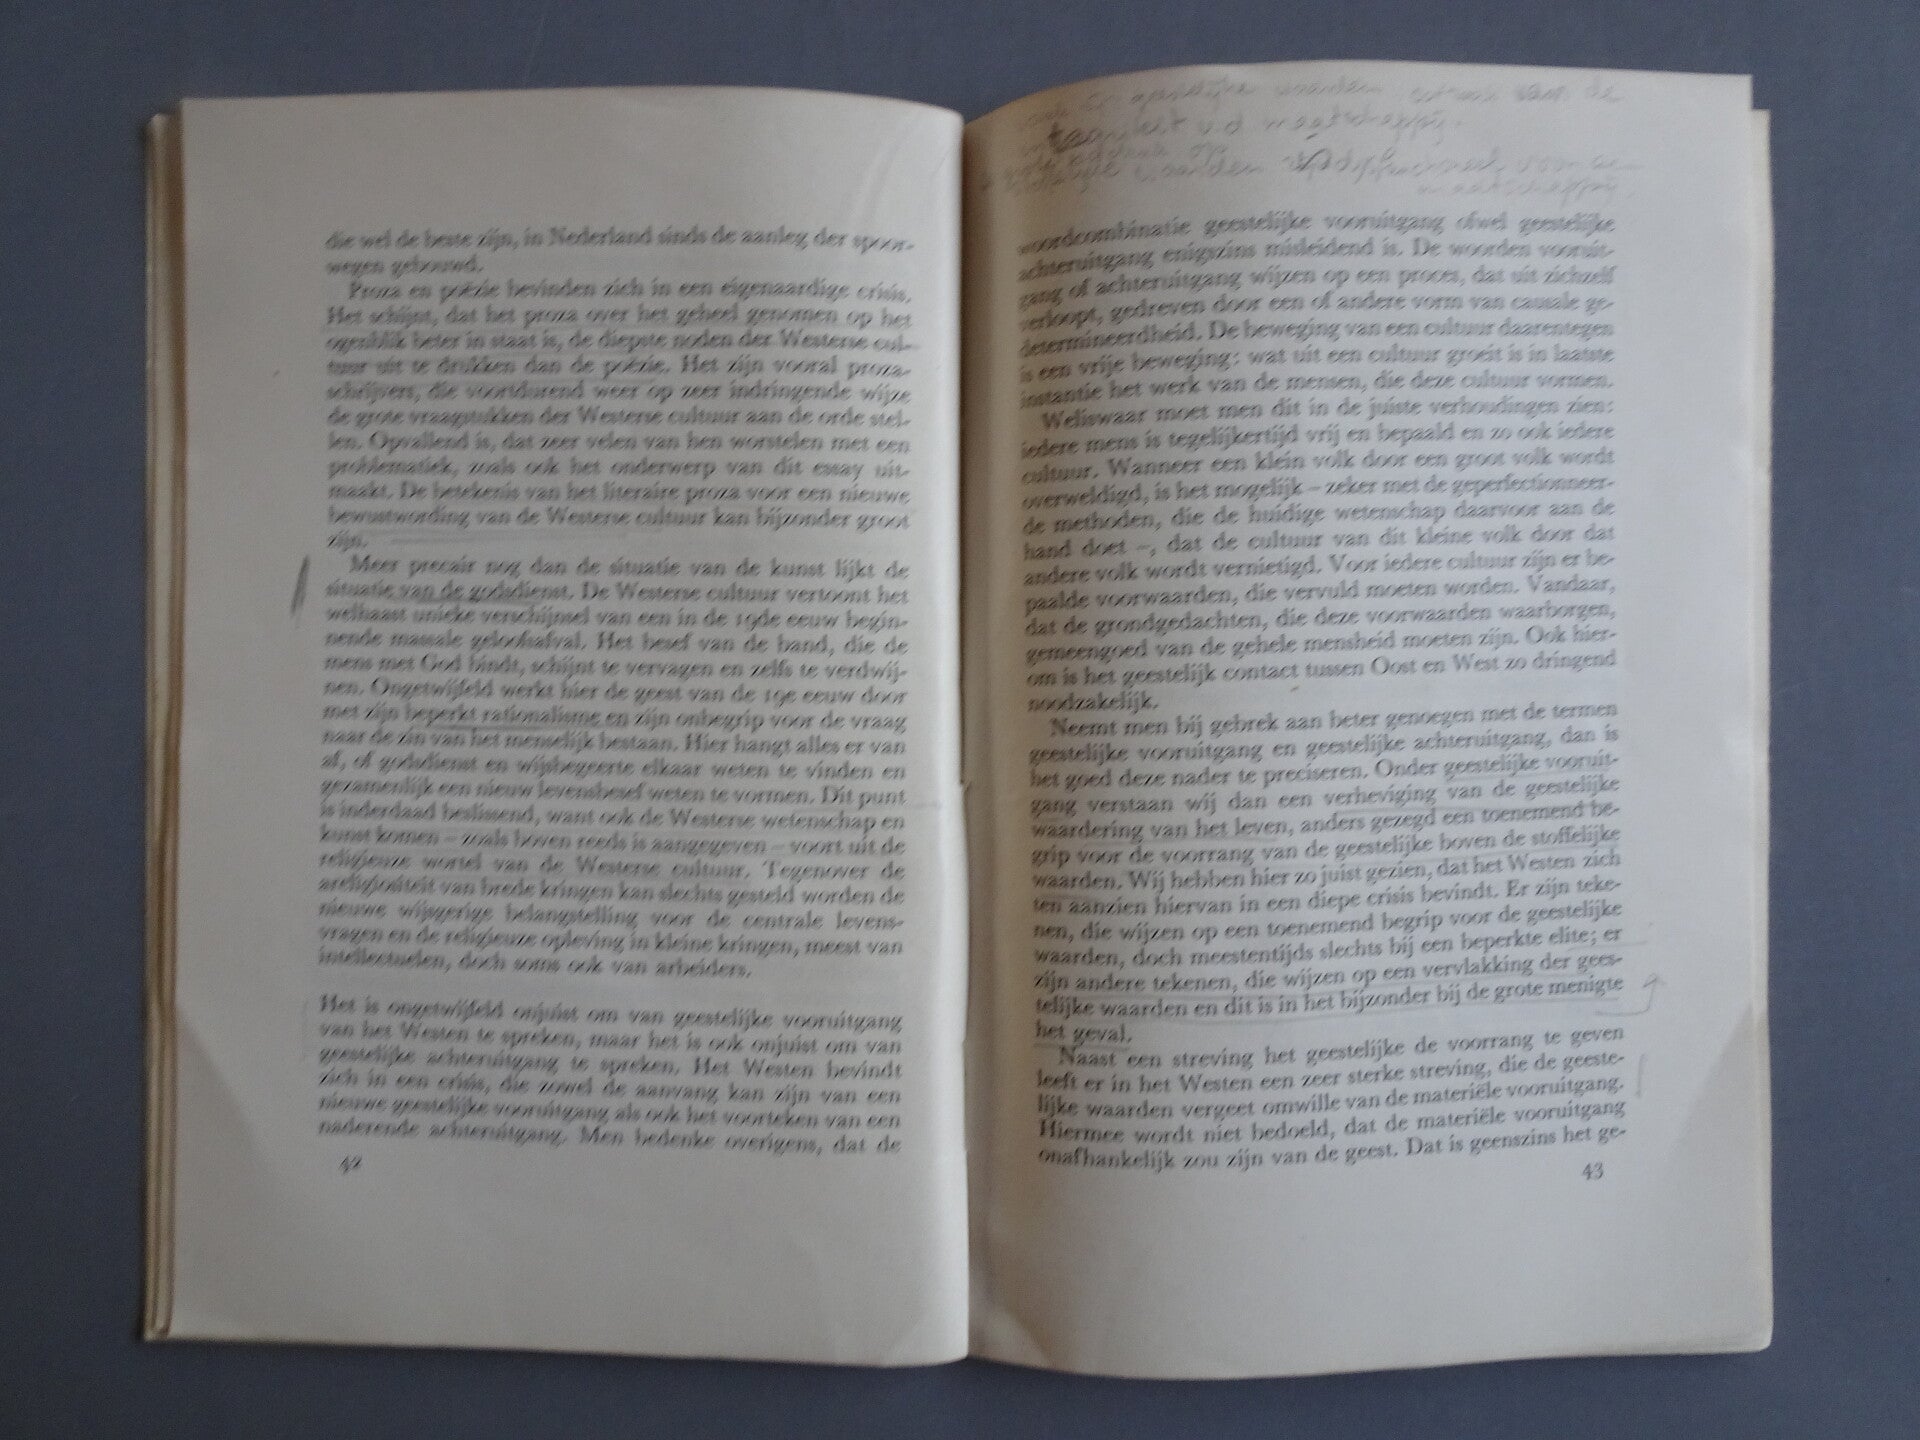 die wel de beste zijn, in Nederland sinds de aanleg der spoor-
wegen gebouwd.
Proza en poëzie bevinden zich in een eigenaardige crisis.
Het schijnt, dat het proza over het geheel genomen op het
ogenblik beter in staat is, de diepste noden der Westerse cul-
tuur uit te drukken dan de poëzie. Het zijn vooral proza-
schrijvers, die voortdurend weer op zeer indringende wijze
de grote vraagstukken der Westerse cultuur aan de orde stel-
len. Opvallend is, dat zeer velen van hen worstelen met een
problematiek, zoals ook het onderwerp van dit essay uit-
maakt. De betekenis van het literaire proza voor een nieuwe
bewustwording van de Westerse cultuur kan bijzonder groot
zijn.
Meer precair nog dan de situatie van de kunst lijkt de
situatie van de godsdienst. De Westerse cultuur vertoont het
welhaast unieke verschijnsel van een in de 19de eeuw begin-
nende massale geloofsafval. Het besef van de band, die de
mens met God bindt, schijnt te vervagen en zelfs te verdwij-
nen. Ongetwijfeld werkt hier de geest van de 19e eeuw door
met zijn beperkt rationalisme en zijn onbegrip voor de vraag
naar de zin van het menselijk bestaan. Hier hangt alles er van
af, of godsdienst en wijsbegeerte elkaar weten te vinden en
gezamenlijk een nieuw levensbesef weten te vormen. Dit punt
is inderdaad beslissend, want ook de Westerse wetenschap en
kunst komen – zoals boven reeds is aangegeven – voort uit de
religieuze wortel van de Westerse cultuur. Tegenover de
areligiositeit van brede kringen kan slechts gesteld worden de
nieuwe wijsgerige belangstelling voor de centrale levens-
vragen en de religieuze opleving in kleine kringen, meest van
intellectuelen, doch soms ook van arbeiders.
Het is ongetwijfeld onjuist om van geestelijke vooruitgang
van het Westen te spreken, maar het is ook onjuist om van
geestelijke achteruitgang te spreken. Het Westen bevindt
zich in een crisis, die zowel de aanvang kan zijn van een
nieuwe geestelijke vooruitgang als ook het voorteken van een
naderende achteruitgang. Men bedenke overigens, dat de
42
waarden van de
v.d. maatschappij.
waarden voor de
maatschappij.
woordcombinatie geestelijke vooruitgang ofwel geestelijke
achteruitgang enigszins misleidend is. De woorden vooruit-
gang of achteruitgang wijzen op een proces, dat uit zichzelf
verloopt, gedreven door een of andere vorm van causale ge-
determineerdheid. De beweging van een cultuur daarentegen
is een vrije beweging: wat uit een cultuur groeit is in laatste
instantie het werk van de mensen, die deze cultuur vormen.
Weliswaar moet men dit in de juiste verhoudingen zien:
iedere mens is tegelijkertijd vrij en bepaald en zo ook iedere
cultuur. Wanneer een klein volk door een groot volk wordt
overweldigd, is het mogelijk – zeker met de geperfectionneer-
de methoden, die de huidige wetenschap daarvoor aan de
hand doet –, dat de cultuur van dit kleine volk door dat
andere volk wordt vernietigd. Voor iedere cultuur zijn er be-
paalde voorwaarden, die vervuld moeten worden. Vandaar,
dat de grondgedachten, die deze voorwaarden waarborgen,
gemeengoed van de gehele mensheid moeten zijn. Ook hier-
om is het geestelijk contact tussen Oost en West zo dringend
noodzakelijk.
Neemt men bij gebrek aan beter genoegen met de termen
geestelijke vooruitgang en geestelijke achteruitgang, dan is
het goed deze nader te preciseren. Onder geestelijke vooruit-
gang verstaan wij dan een verheviging van de geestelijke
waardering van het leven, anders gezegd een toenemend be-
grip voor de voorrang van de geestelijke boven de stoffelijke
waarden. Wij hebben hier zo juist gezien, dat het Westen zich
ten aanzien hiervan in een diepe crisis bevindt. Er zijn teke-
nen, die wijzen op een toenemend begrip voor de geestelijke
waarden, doch meestentijds slechts bij een beperkte elite; er
zijn andere tekenen, die wijzen op een vervlakking der gees-
telijke waarden en dit is in het bijzonder bij de grote menigte
het geval.
Naast een streving het geestelijke de voorrang te geven
leeft er in het Westen een zeer sterke streving, die de geeste-
lijke waarden vergeet omwille van de materiële vooruitgang.
Hiermee wordt niet bedoeld, dat de materiële vooruitgang
onafhankelijk zou zijn van de geest. Dat is geenszins het ge-
43